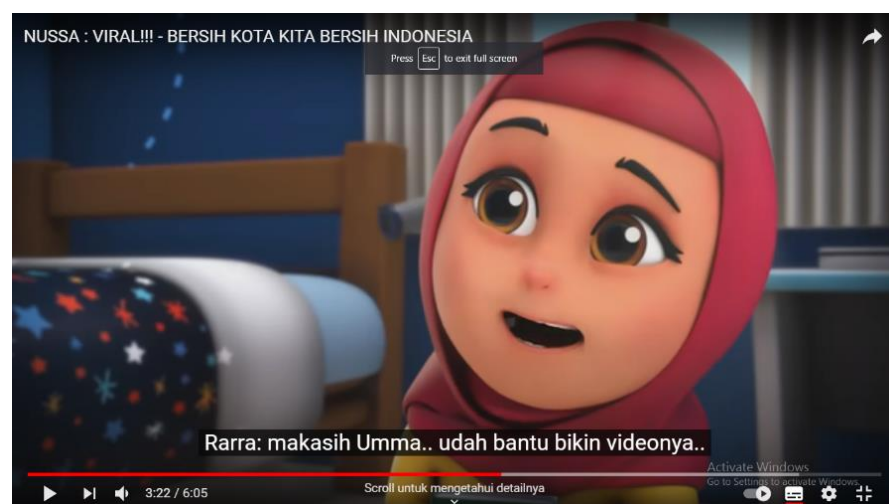 NUSSA : VIRAL!!! - BERSIH KOTA KITA BERSIH INDONESIA
Press Esc to exit full screen
Rarra: makasih Umma.. udah bantu bikin videonya..
Activate Windows
Go to Settings to activate Windows.
3:22 / 6:05
Scroll untuk mengetahui detailnya